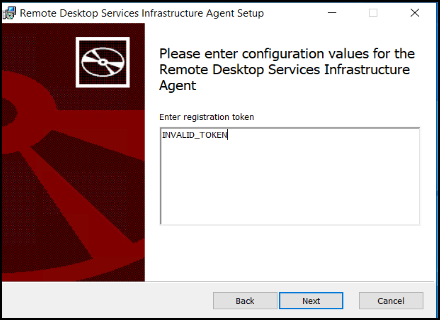 Remote Desktop Services Infrastructure Agent Setup
Please enter configuration values for the
Remote Desktop Services Infrastructure
Agent
Enter registration token
INVALID_TOKEN
Back Next Cancel